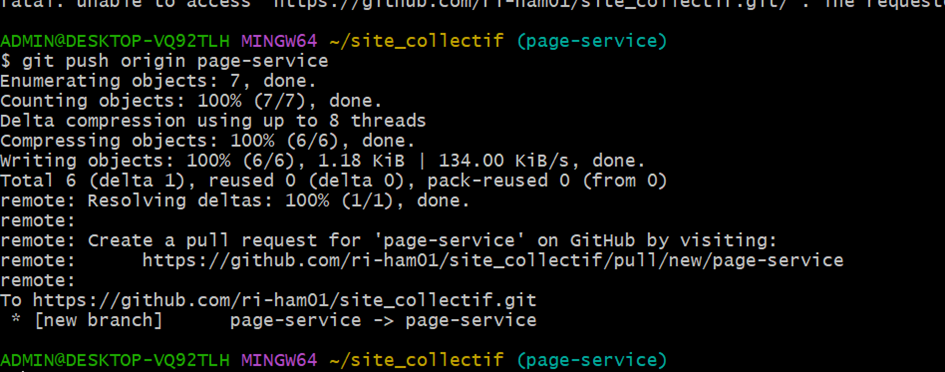 fatal: unable to access 'https://github.com/ri-ham01/site_collectif.git/': The requeste
ADMIN@DESKTOP-VQ92TLH MINGW64 ~/site_collectif (page-service)
$ git push origin page-service
Enumerating objects: 7, done.
Counting objects: 100% (7/7), done.
Delta compression using up to 8 threads
Compressing objects: 100% (6/6), done.
Writing objects: 100% (6/6), 1.18 KiB | 134.00 KiB/s, done.
Total 6 (delta 1), reused 0 (delta 0), pack-reused 0 (from 0)
remote: Resolving deltas: 100% (1/1), done.
remote:
remote: Create a pull request for 'page-service' on GitHub by visiting:
remote:      https://github.com/ri-ham01/site_collectif/pull/new/page-service
remote:
To https://github.com/ri-ham01/site_collectif.git
 * [new branch]      page-service -> page-service
ADMIN@DESKTOP-VQ92TLH MINGW64 ~/site_collectif (page-service)